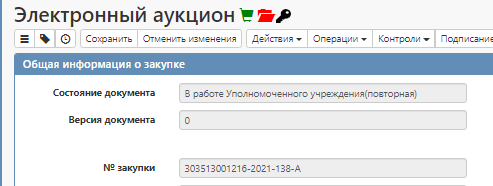 Электронный аукцион
Сохранить Отменить изменения Действия Операции Контроли Подписание
Общая информация о закупке
Состояние документа В работе Уполномоченного учреждения(повторная)
Версия документа 0
№ закупки 303513001216-2021-138-A